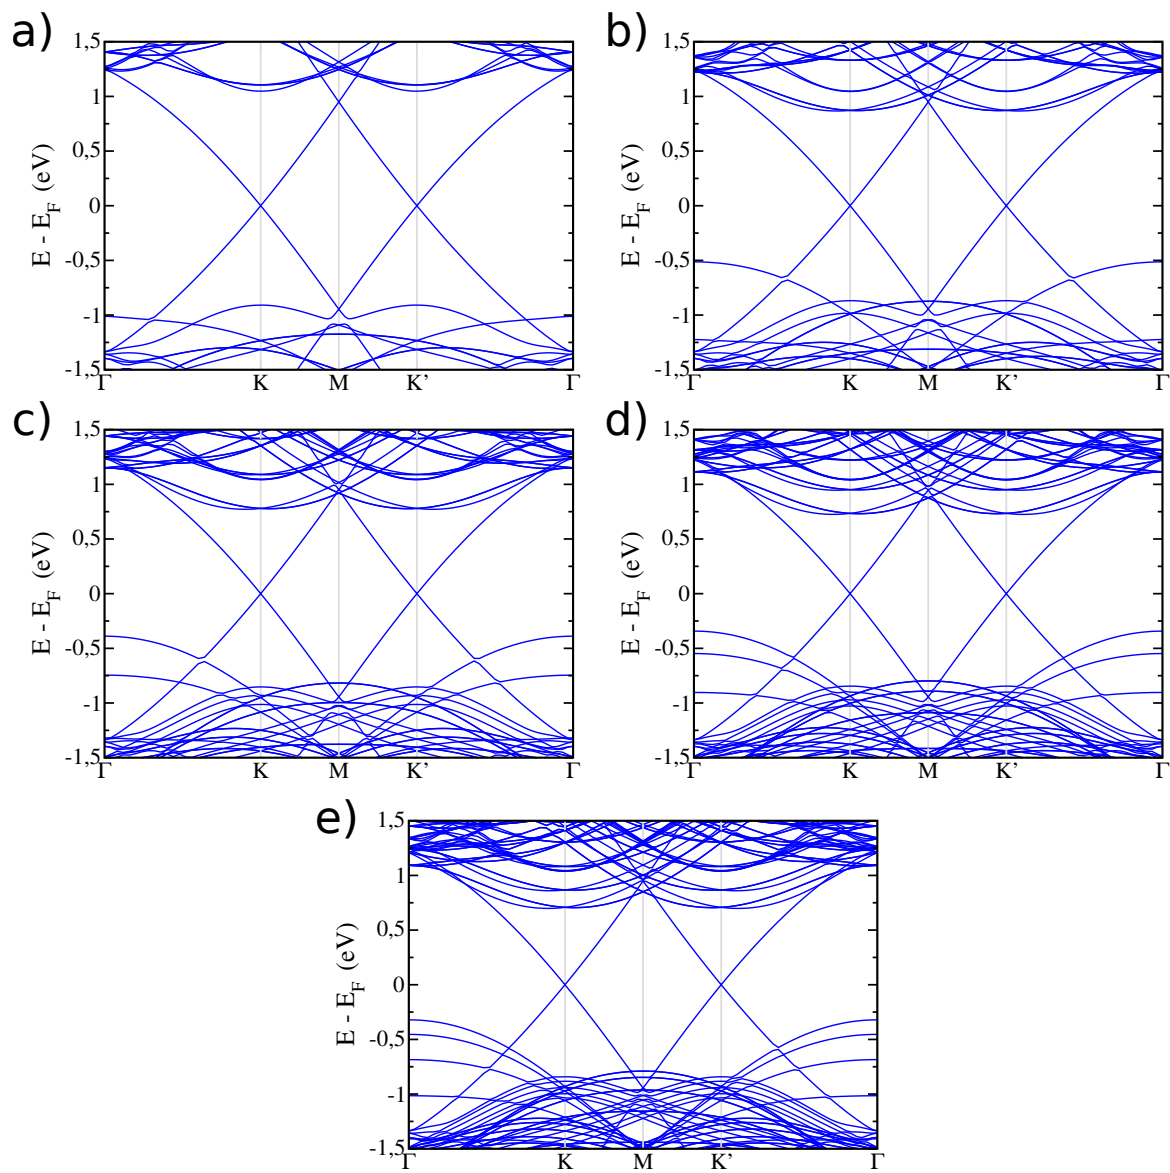 a)
1,5
1
0,5
0
-0,5
-1
-1,5
E - E_F (eV)
Γ K M K' Γ
b)
1,5
1
0,5
0
-0,5
-1
-1,5
E - E_F (eV)
Γ K M K' Γ
c)
1,5
1
0,5
0
-0,5
-1
-1,5
E - E_F (eV)
Γ K M K' Γ
d)
1,5
1
0,5
0
-0,5
-1
-1,5
E - E_F (eV)
Γ K M K' Γ
e)
1,5
1
0,5
0
-0,5
-1
-1,5
E - E_F (eV)
Γ K M K' Γ